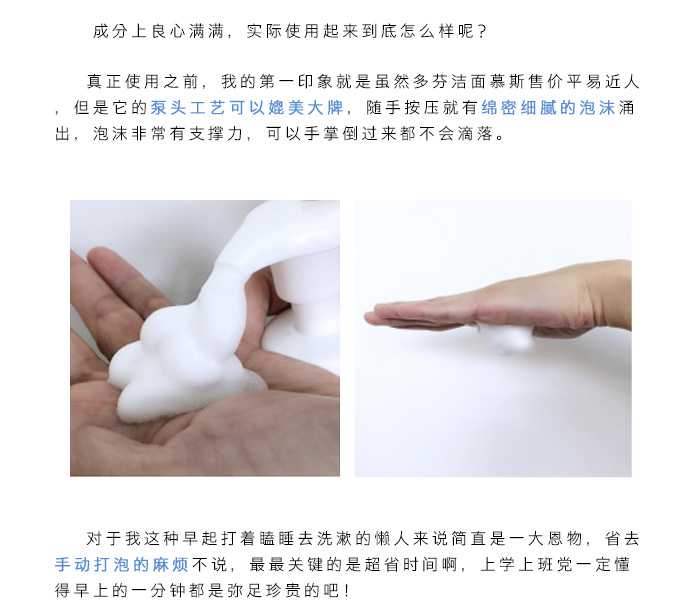 成分上良心满满，实际使用起来到底怎么样呢？
真正使用之前，我的第一印象就是虽然多芬洁面慕斯售价平易近人
，但是它的泵头工艺可以媲美大牌，随手按压就有绵密细腻的泡沫涌
出，泡沫非常有支撑力，可以手掌倒过来都不会滴落。
对于我这种早起打着瞌睡去洗漱的懒人来说简直是一大恩物，省去
手动打泡的麻烦不说，最最关键的是超省时间啊，上学上班党一定懂
得早上的一分钟都是弥足珍贵的吧！